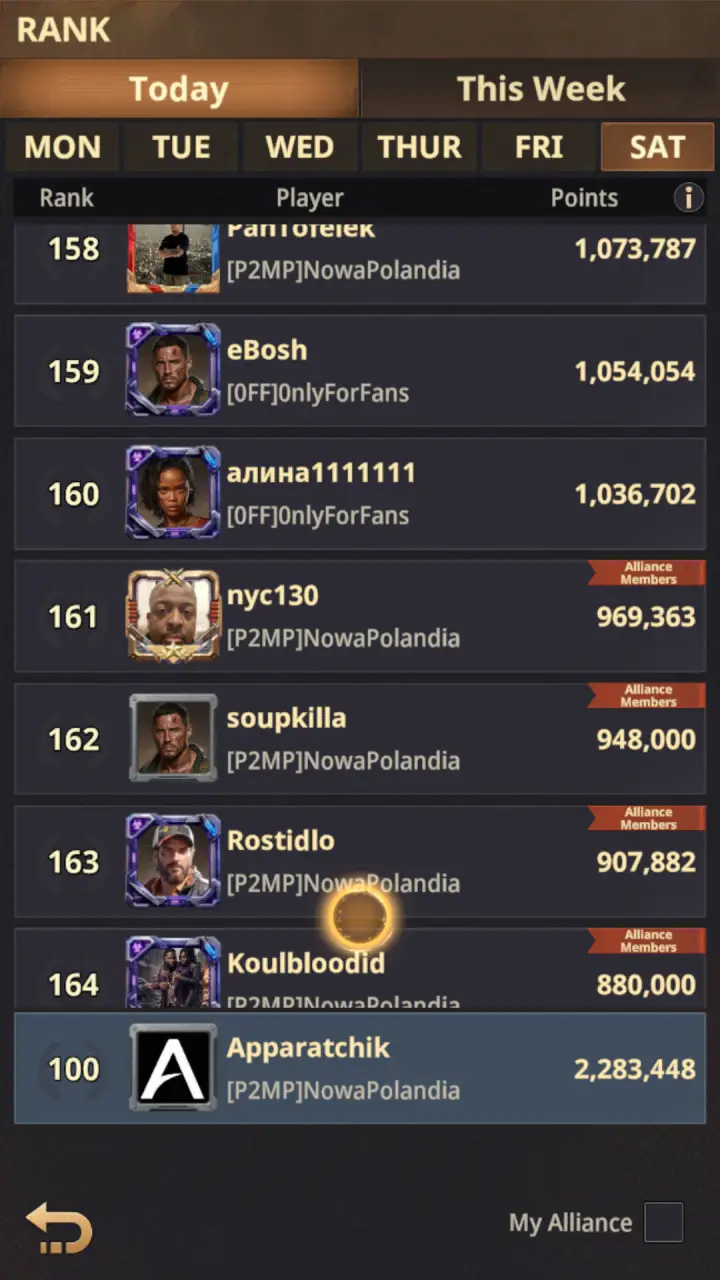 RANK
Today
This Week
MON TUE WED THUR FRI SAT
Rank Player Points
158
PanTofelek
[P2MP]NowaPolandia
1,073,787
159
eBosh
[0FF]0nlyForFans
1,054,054
160
алина1111111
[0FF]0nlyForFans
1,036,702
161
nyc130
[P2MP]NowaPolandia
Alliance
Members
969,363
162
soupkilla
[P2MP]NowaPolandia
Alliance
Members
948,000
163
Rostidlo
[P2MP]NowaPolandia
Alliance
Members
907,882
164
Koulbloodid
[P2MP]NowaPolandia
Alliance
Members
880,000
100
Apparatchik
[P2MP]NowaPolandia
2,283,448
My Alliance